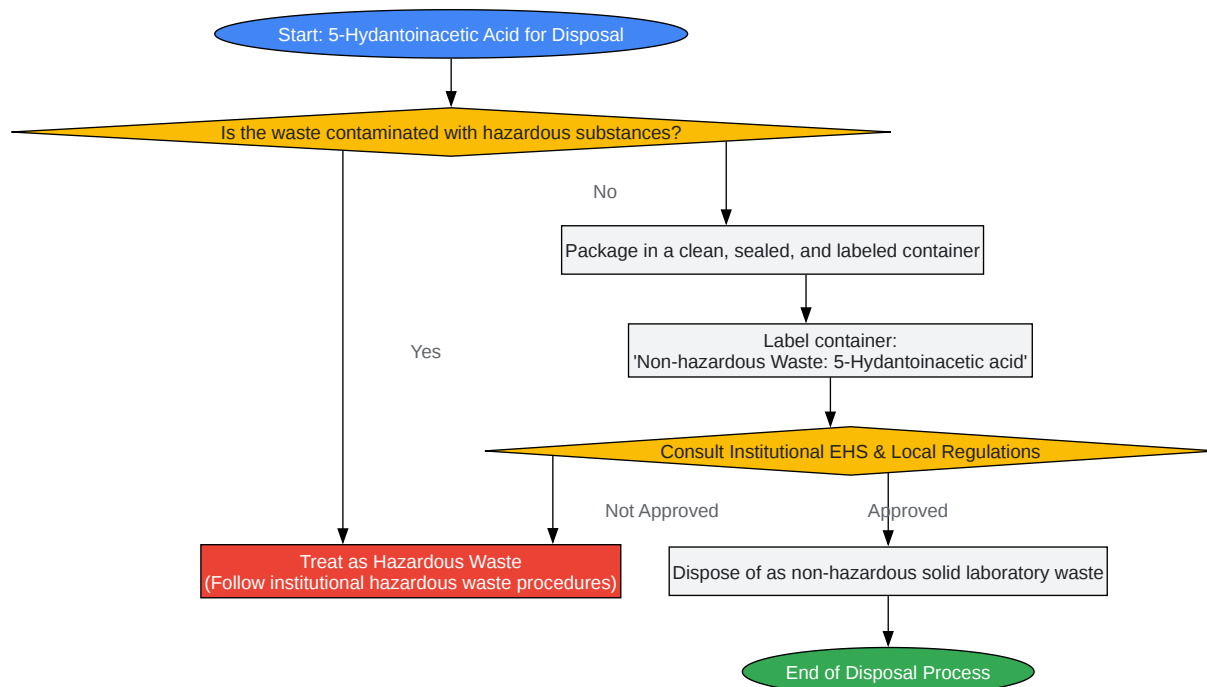 Start: 5-Hydantoinacetic Acid for Disposal
Is the waste contaminated with hazardous substances?
No
Package in a clean, sealed, and labeled container
Label container:
'Non-hazardous Waste: 5-Hydantoinacetic acid'
Yes
Consult Institutional EHS & Local Regulations
Not Approved
Approved
Treat as Hazardous Waste
(Follow institutional hazardous waste procedures)
Dispose of as non-hazardous solid laboratory waste
End of Disposal Process